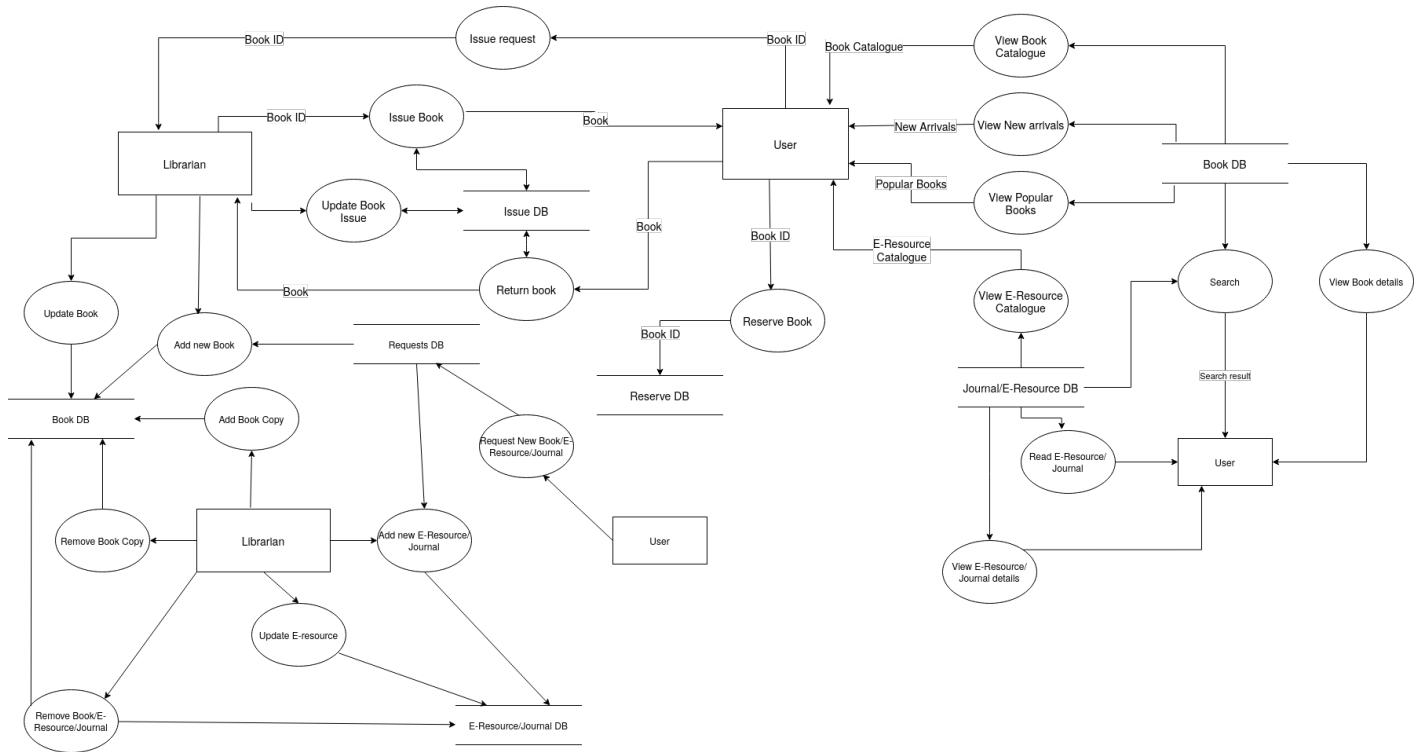 Book ID
Issue request
Book ID
Book Catalogue
View Book
Catalogue
Book ID
Issue Book
Book
User
New Arrivals
View New arrivals
Librarian
Book DB
Popular Books
View Popular
Books
Update Book
Issue
Issue DB
Book
Book ID
E-Resource
Catalogue
Book
Return book
View E-Resource
Catalogue
Search
View Book details
Update Book
Add new Book
Requests DB
Book ID
Reserve Book
Search result
Reserve DB
Journal/E-Resource DB
Book DB
Add Book Copy
Request New Book/E-
Resource/Journal
Read E-Resource/
Journal
User
Remove Book Copy
Librarian
Add new E-Resource/
Journal
User
View E-Resource/
Journal details
Update E-resource
Remove Book/E-
Resource/Journal
E-Resource/Journal DB